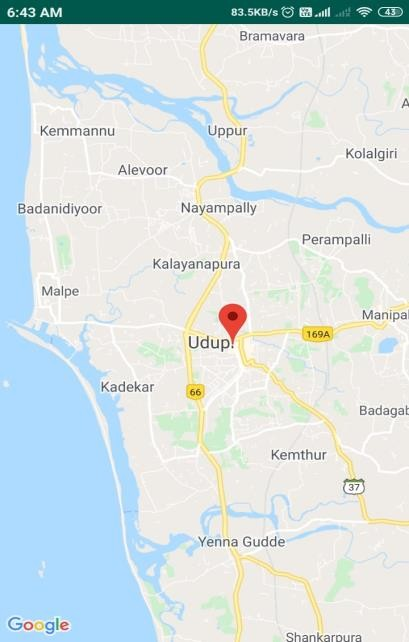 6:43 AM 83.5KB/s 43
Bramavara
Kemmannu
Uppur
Kolalgiri
Alevoor
Badanidiyoor
Nayampally
Perampalli
Kalayanapura
Malpe
Manipal
169A
Udupi
Kadekar
66
Badagab
Kemthur
37
Yenna Gudde
Google
Shankarpura